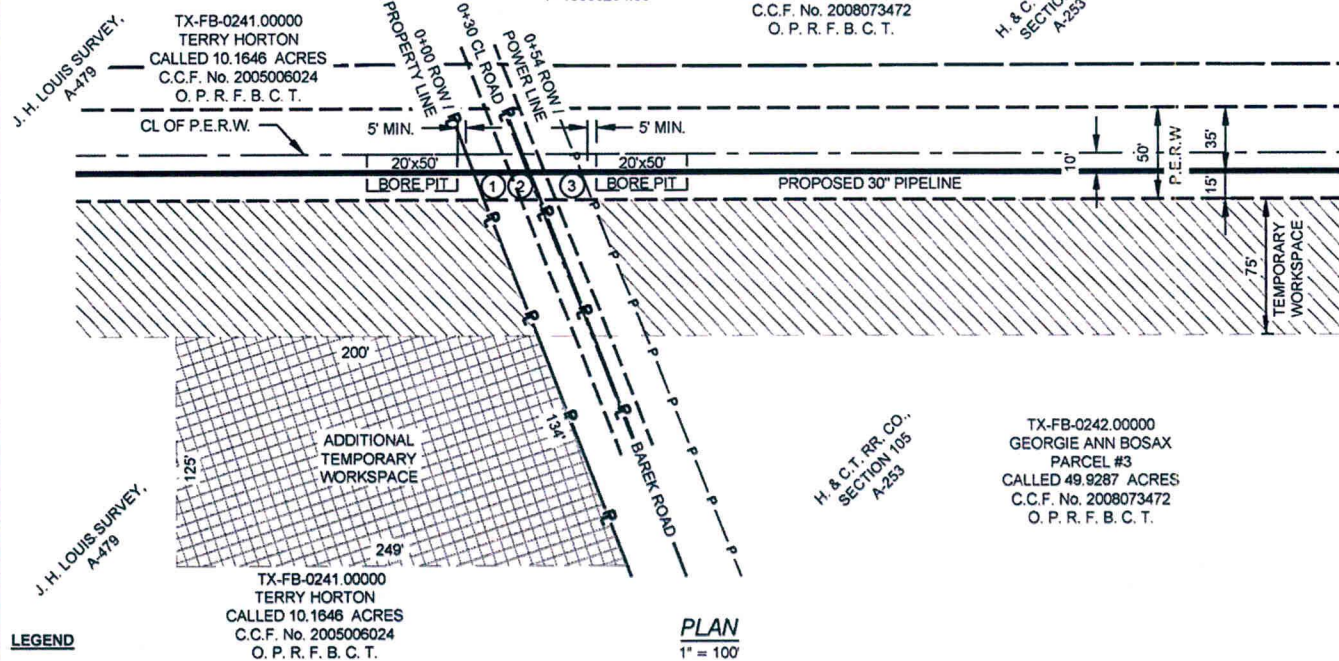 TX-FB-0241.00000
TERRY HORTON
CALLED 10.1646 ACRES
C.C.F. No. 2005006024
O. P. R. F. B. C. T.
J. H. LOUIS SURVEY,
A-479
C.C.F. No. 2008073472
O. P. R. F. B. C. T.
H. & C.
SECTION
A-253
0+00 ROW /
PROPERTY LINE
0+30 CL ROAD
0+54 ROW /
POWER LINE
CL OF P.E.R.W.
5' MIN.
5' MIN.
20'x50'
BORE PIT
1
2
3
20'x50'
BORE PIT
PROPOSED 30" PIPELINE
10'
50'
P.E.R.W
35'
15'
75'
TEMPORARY
WORKSPACE
200'
125'
134'
249'
ADDITIONAL
TEMPORARY
WORKSPACE
BAREK ROAD
H. & C.T. RR. CO.,
SECTION 105
A-253
TX-FB-0242.00000
GEORGIE ANN BOSAX
PARCEL #3
CALLED 49.9287 ACRES
C.C.F. No. 2008073472
O. P. R. F. B. C. T.
J. H. LOUIS SURVEY,
A-479
TX-FB-0241.00000
TERRY HORTON
CALLED 10.1646 ACRES
C.C.F. No. 2005006024
O. P. R. F. B. C. T.
PLAN
1" = 100'
LEGEND